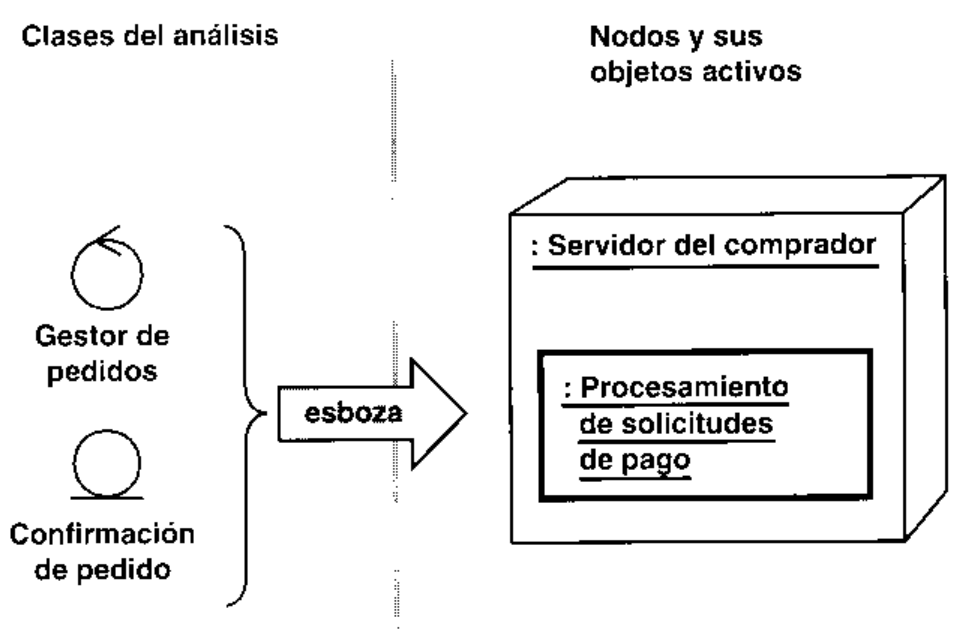 Clases del análisis
Nodos y sus
objetos activos
: Servidor del comprador
Gestor de
pedidos
esboza
: Procesamiento
de solicitudes
de pago
Confirmación
de pedido